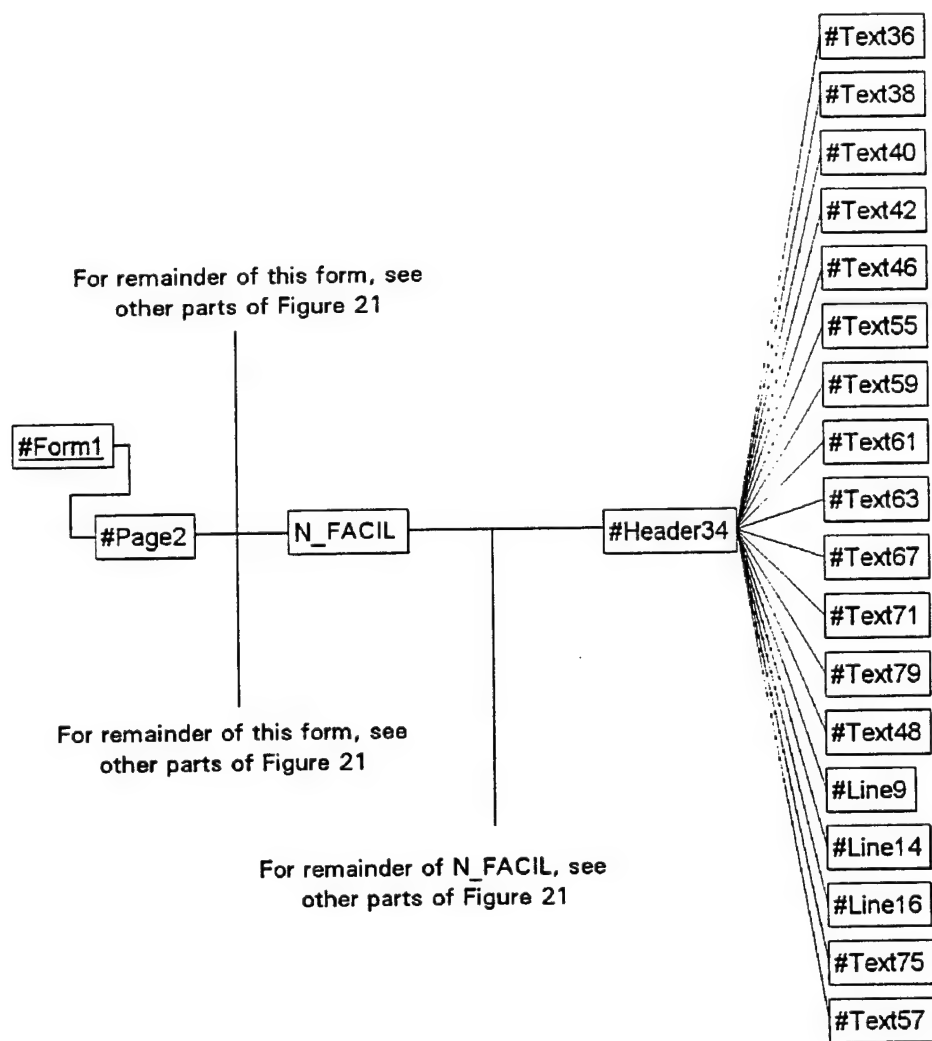 #Text36
#Text38
#Text40
#Text42
#Text46
#Text55
#Text59
#Text61
#Text63
#Text67
#Text71
#Text79
#Text48
#Line9
#Line14
#Line16
#Text75
#Text57
For remainder of this form, see
other parts of Figure 21
#Form1
#Page2
N_FACIL
#Header34
For remainder of this form, see
other parts of Figure 21
For remainder of N_FACIL, see
other parts of Figure 21